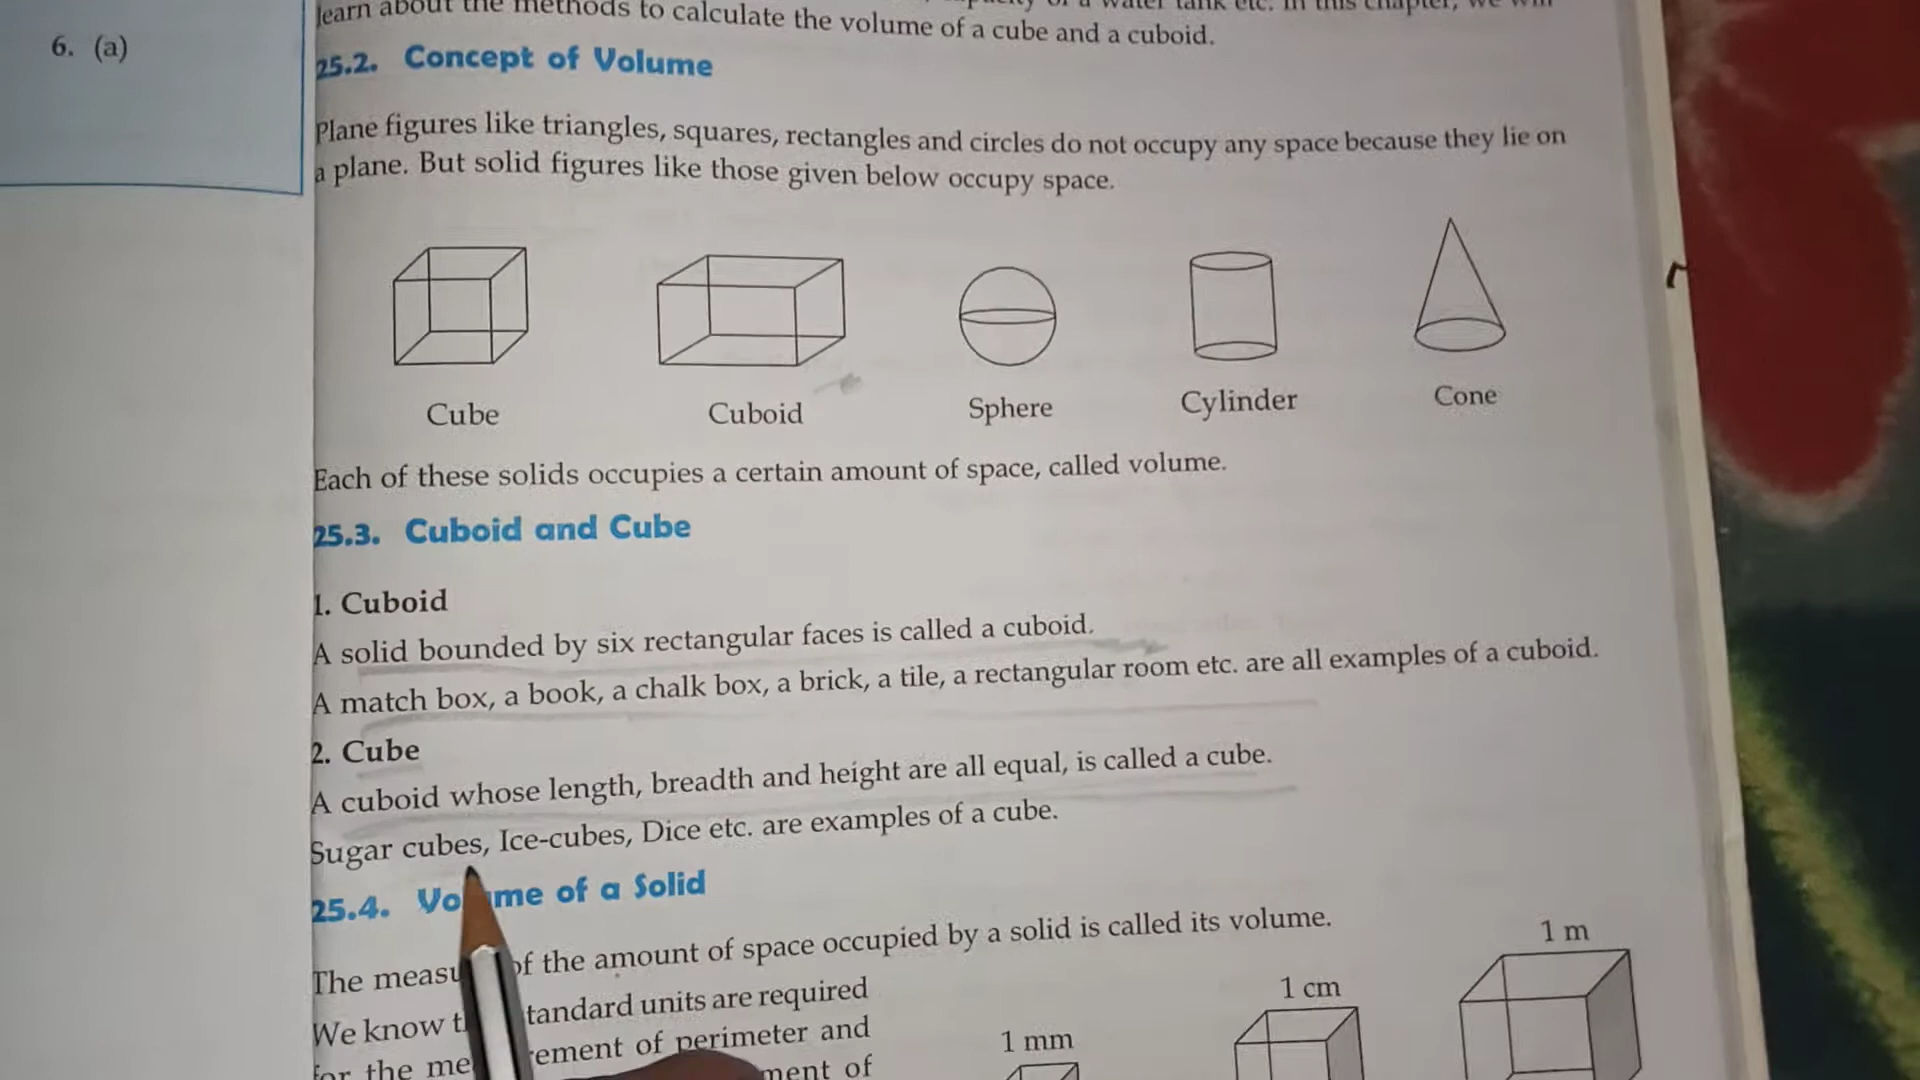 6. (a)
learn about the methods to calculate the volume of a cube and a cuboid.
25.2. Concept of Volume
Plane figures like triangles, squares, rectangles and circles do not occupy any space because they lie on
a plane. But solid figures like those given below occupy space.
Cube Cuboid Sphere Cylinder Cone
Each of these solids occupies a certain amount of space, called volume.
25.3. Cuboid and Cube
1. Cuboid
A solid bounded by six rectangular faces is called a cuboid.
A match box, a book, a chalk box, a brick, a tile, a rectangular room etc. are all examples of a cuboid.
2. Cube
A cuboid whose length, breadth and height are all equal, is called a cube.
Sugar cubes, Ice-cubes, Dice etc. are examples of a cube.
25.4. of a Solid
The of the amount of space occupied by a solid is called its volume.
We know units are required
for the of perimeter and
of
1 mm
1 cm
1 m